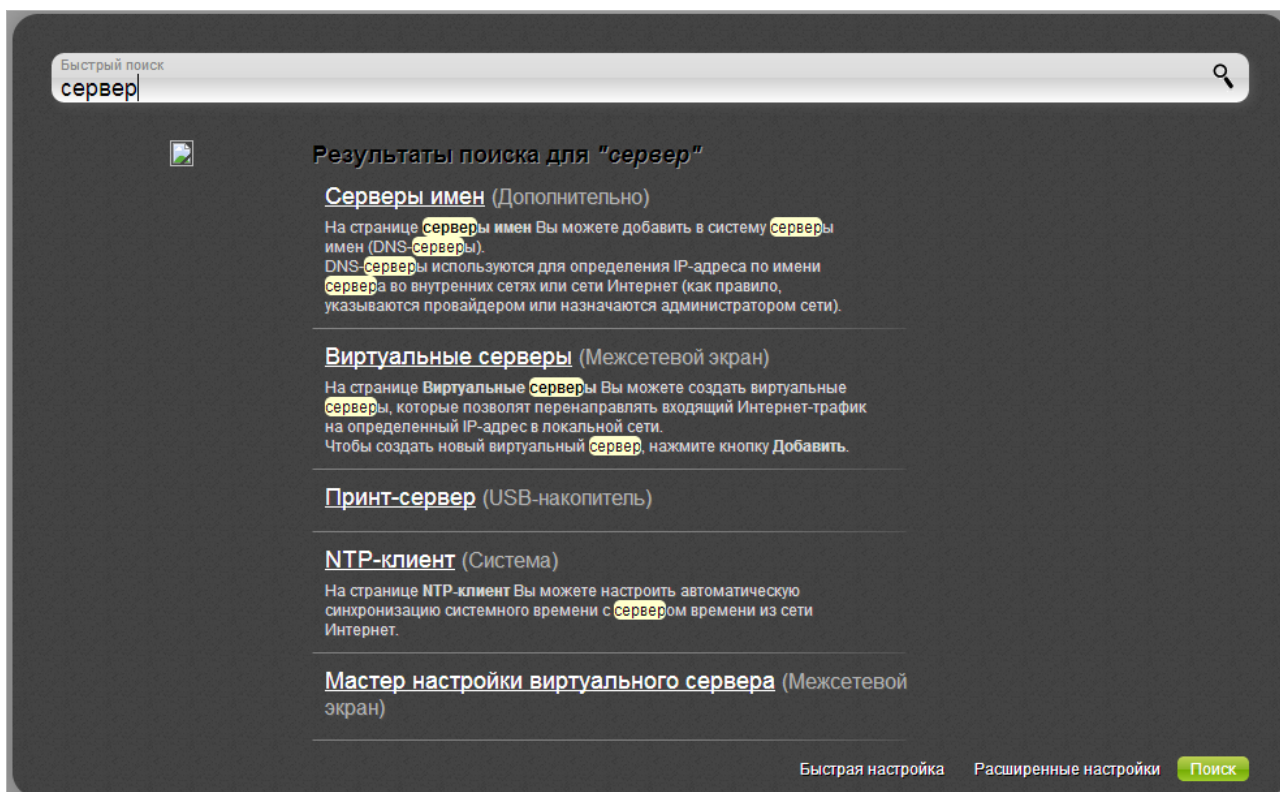 Быстрый поиск
сервер
Результаты поиска для "сервер"
Серверы имен (Дополнительно)
На странице серверы имен Вы можете добавить в систему серверы
имен (DNS-серверы).
DNS-серверы используются для определения IP-адреса по имени
сервера во внутренних сетях или сети Интернет (как правило,
указываются провайдером или назначаются администратором сети).
Виртуальные серверы (Межсетевой экран)
На странице Виртуальные серверы Вы можете создать виртуальные
серверы, которые позволят перенаправлять входящий Интернет-трафик
на определенный IP-адрес в локальной сети.
Чтобы создать новый виртуальный сервер, нажмите кнопку Добавить.
Принт-сервер (USB-накопитель)
NTP-клиент (Система)
На странице NTP-клиент Вы можете настроить автоматическую
синхронизацию системного времени с сервером времени из сети
Интернет.
Мастер настройки виртуального сервера (Межсетевой
экран)
Быстрая настройка Расширенные настройки Поиск